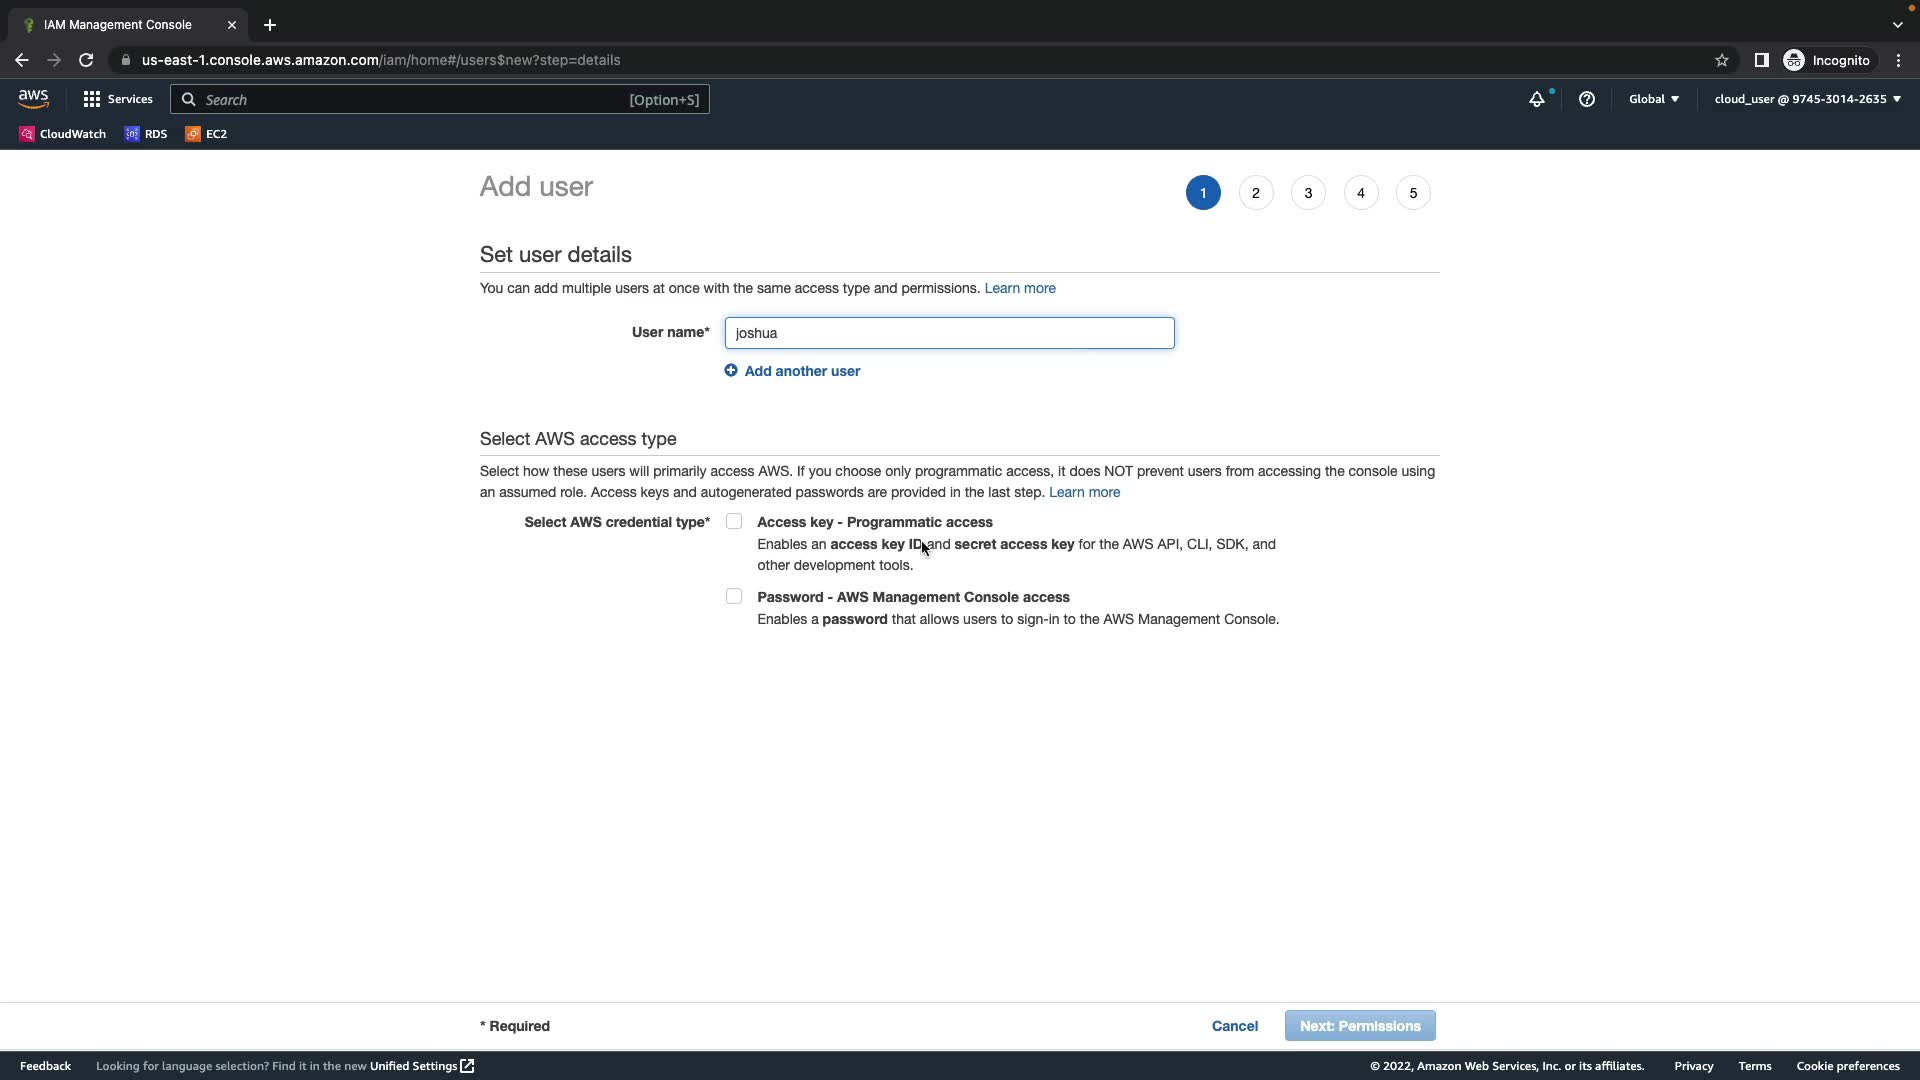 IAM Management Console
us-east-1.console.aws.amazon.com/iam/home#/users$new?step=details
Incognito
aws
Services
Search
[Option+S]
Global
cloud_user @ 9745-3014-2635
CloudWatch
RDS
EC2
Add user
1
2
3
4
5
Set user details
You can add multiple users at once with the same access type and permissions. Learn more
User name*
joshua
Add another user
Select AWS access type
Select how these users will primarily access AWS. If you choose only programmatic access, it does NOT prevent users from accessing the console using
an assumed role. Access keys and autogenerated passwords are provided in the last step. Learn more
Select AWS credential type*
Access key - Programmatic access
Enables an access key ID and secret access key for the AWS API, CLI, SDK, and
other development tools.
Password - AWS Management Console access
Enables a password that allows users to sign-in to the AWS Management Console.
* Required
Cancel
Next: Permissions
Feedback
Looking for language selection? Find it in the new Unified Settings
© 2022, Amazon Web Services, Inc. or its affiliates.
Privacy
Terms
Cookie preferences